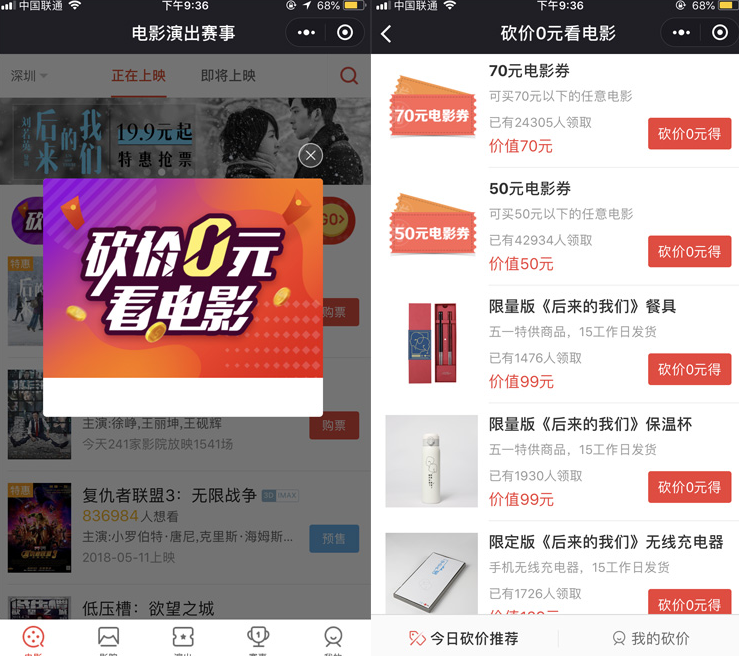 中国联通
下午9:36
68%
电影演出赛事
深圳
正在上映
即将上映
刘若英
后来的我们
19.9元起
特惠抢票
砍价0元
看电影
砍
GO>
特惠
购票
主演:徐峥,王丽坤,王砚辉
今天241家影院放映1541场
购票
特惠
复仇者联盟3：无限战争
3D IMAX
836984人想看
主演:小罗伯特·唐尼,克里斯·海姆斯...
2018-05-11上映
预售
低压槽：欲望之城
中国联通
下午9:36
68%
砍价0元看电影
70元电影券
70元电影券
可买70元以下的任意电影
已有24305人领取
价值70元
砍价0元得
50元电影券
50元电影券
可买50元以下的任意电影
已有42934人领取
价值50元
砍价0元得
限量版《后来的我们》餐具
五一特供商品，15工作日发货
已有1476人领取
价值99元
砍价0元得
限量版《后来的我们》保温杯
五一特供商品，15工作日发货
已有1930人领取
价值99元
砍价0元得
限定版《后来的我们》无线充电器
手机无线充电器，15工作日发货
已有1726人领取
砍价0元得
今日砍价推荐
我的砍价